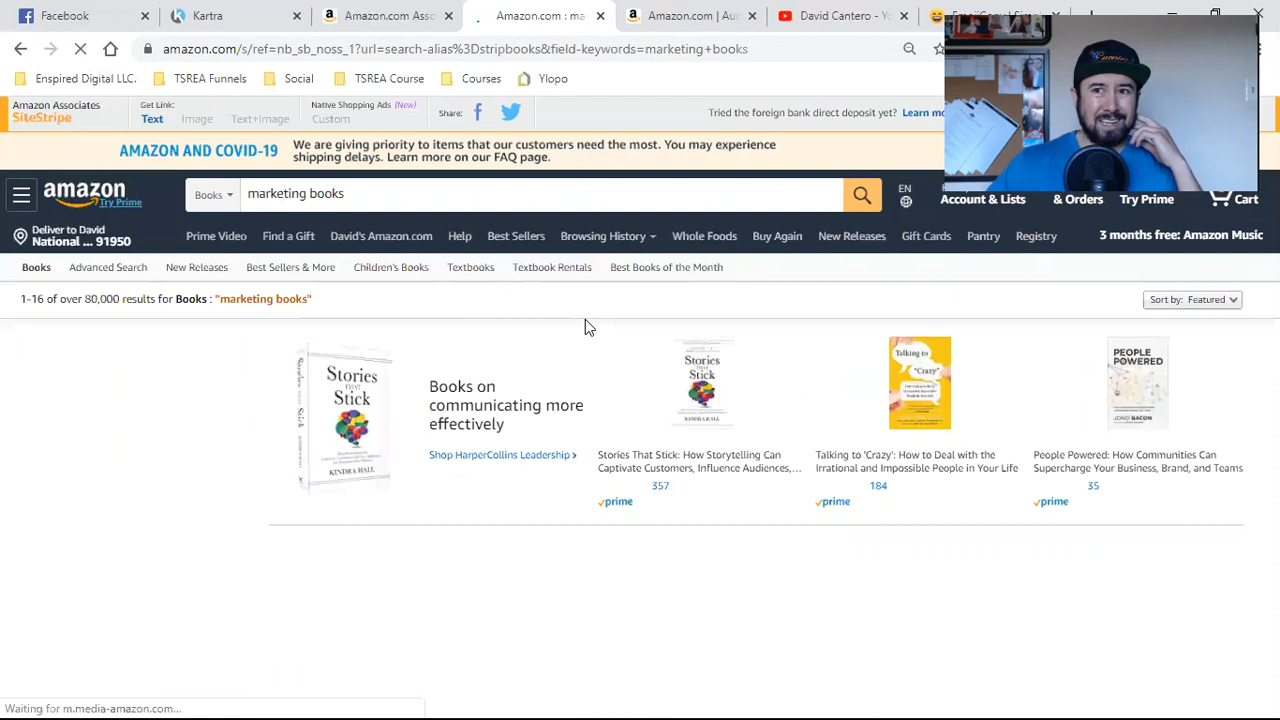 Facebook
Kartra
Amazon.com Assoc
Amazon.com : ma
Amazon.com | Au
David Cantero - Yo
amazon.com/s/ref=nb_sb_noss_1?url=search-alias%3Dstripbooks&field-keywords=marketing+books
Enspired Digital LLC.
TSREA Funnels
Social
Courses
Ylopo
Amazon Associates
SiteStripe
Get Link:
Text
Image
Text+Image
Native Shopping Ads (New)
Custom
Share:
Tried the foreign bank direct deposit yet? Learn mo
AMAZON AND COVID-19
We are giving priority to items that our customers need the most. You may experience
shipping delays. Learn more on our FAQ page.
amazon
Try Prime
Books
marketing books
EN
Account & Lists
& Orders
Try Prime
Cart
Deliver to David
National ... 91950
Prime Video
Find a Gift
David's Amazon.com
Help
Best Sellers
Browsing History
Whole Foods
Buy Again
New Releases
Gift Cards
Pantry
Registry
3 months free: Amazon Music
Books
Advanced Search
New Releases
Best Sellers & More
Children's Books
Textbooks
Textbook Rentals
Best Books of the Month
1-16 of over 80,000 results for Books : "marketing books"
Sort by: Featured
Stories
THAT
Stick
KINDRA HALL
Books on
communicating more
effectively
Shop HarperCollins Leadership ›
Stories
THAT
Stick
KINDRA HALL
Stories That Stick: How Storytelling Can
Captivate Customers, Influence Audiences,...
357
prime
Talking to
"Crazy"
Talking to 'Crazy': How to Deal with the
Irrational and Impossible People in Your Life
184
prime
PEOPLE
POWERED
JONO BACON
People Powered: How Communities Can
Supercharge Your Business, Brand, and Teams
35
prime
Waiting for m.media-amazon.com...